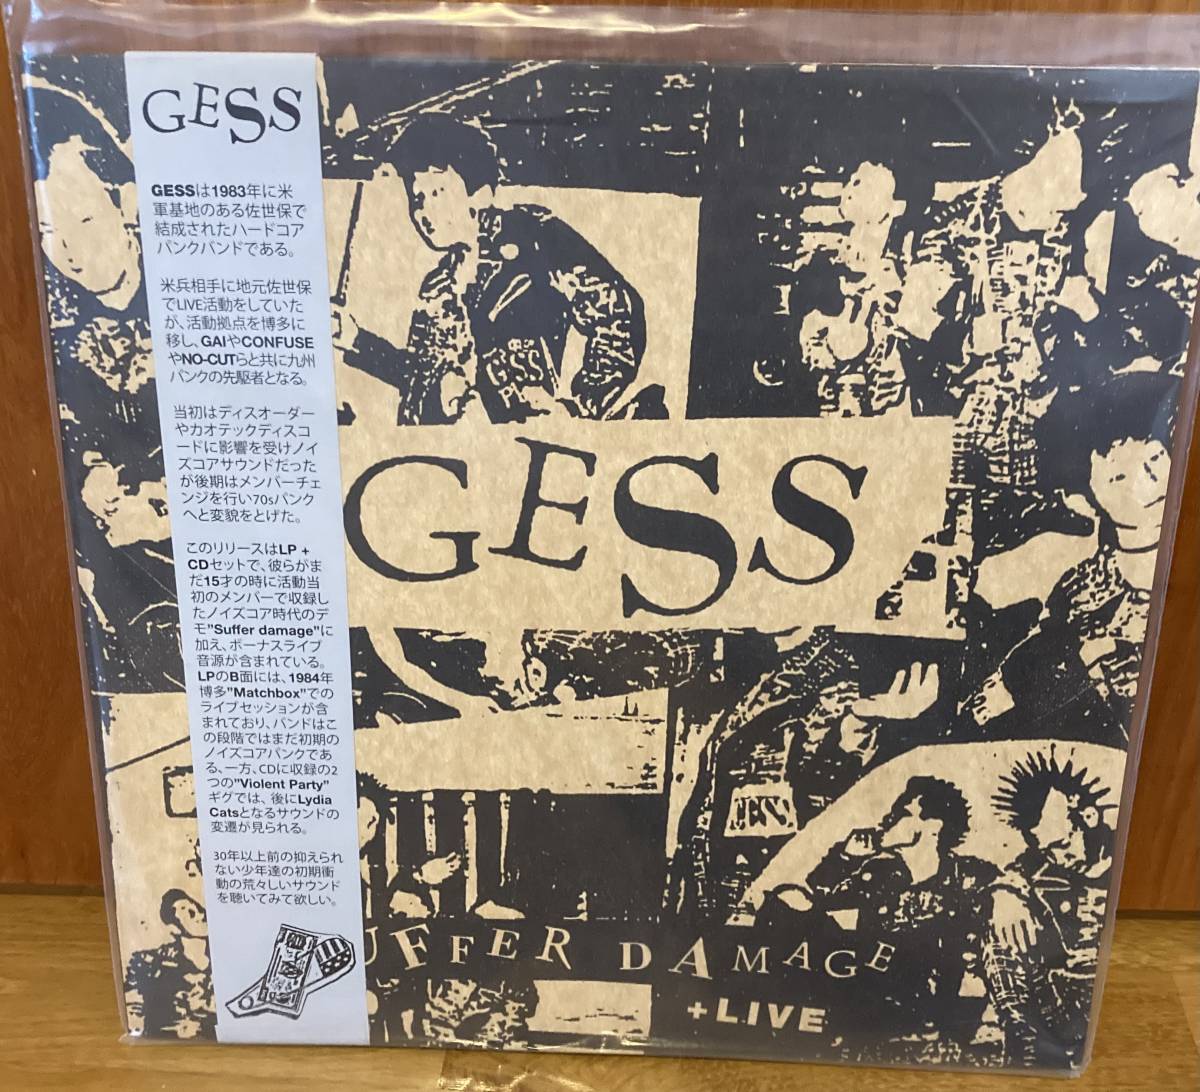 GESS
GESSは1983年に米
軍基地のある佐世保で
結成されたハードコア
パンクバンドである。
米兵相手に地元佐世保
でLIVE活動をしていた
が、活動拠点を博多に
移し、GAIやCONFUSE
やNO-CUTらと共に九州
パンクの先駆者となる。
当初はディスオーダー
やカオテックディスコ
ードに影響を受けノイ
ズコアサウンドだった
が後期はメンバーチェ
ンジを行い70sパンク
へと変貌をとげた。
このリリースはLP +
CDセットで、彼らがま
だ15才の時に活動当
初のメンバーで収録し
たノイズコア時代のデ
モ"Suffer damage"に
加え、ボーナスライブ
音源が含まれている。
LPのB面には、1984年
博多"Matchbox"での
ライブセッションが含
まれており、バンドはこ
の段階ではまだ初期の
ノイズコアパンクであ
る、一方、CDに収録の2
つの"Violent Party"
ギグでは、後にLydia
Catsとなるサウンドの
変遷が見られる。
30年以上前の抑えられ
ない少年達の初期衝
動の荒々しいサウンド
を聴いてみて欲しい。
GESS
GESS
GESS
UFFER DAMAGE
+LIVE